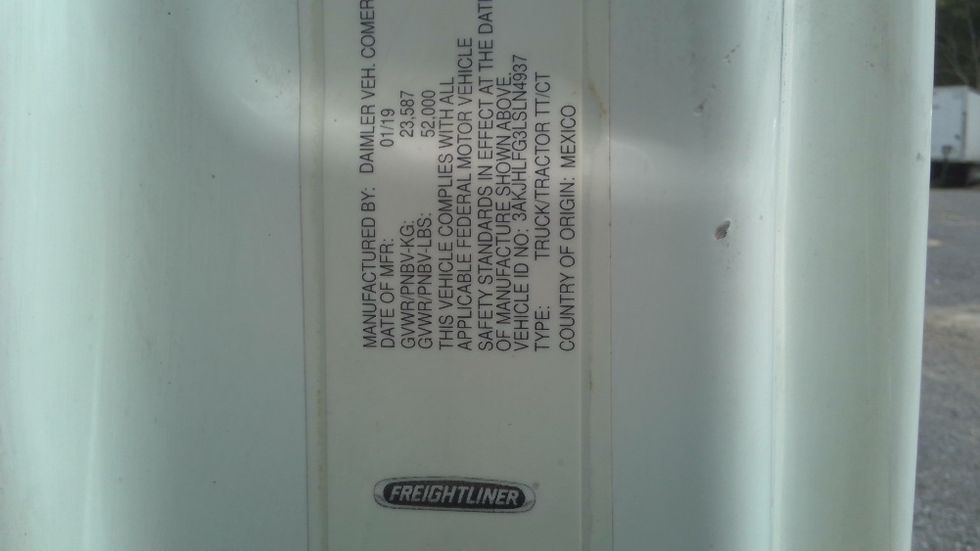 MANUFACTURED BY: DAIMLER VEH. COMER
DATE OF MFR: 01/19
GVWR/PNBV-KG: 23,587
GVWR/PNBV-LBS: 52,000
THIS VEHICLE COMPLIES WITH ALL
APPLICABLE FEDERAL MOTOR VEHICLE
SAFETY STANDARDS IN EFFECT AT THE DAT
OF MANUFACTURE SHOWN ABOVE.
VEHICLE ID NO: 3AKJHLFG3LSLN4937
TYPE: TRUCK/TRACTOR TT/CT
COUNTRY OF ORIGIN: MEXICO
FREIGHTLINER